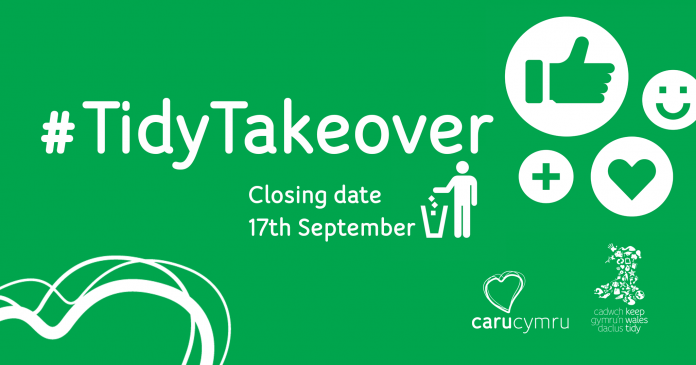 #TidyTakeover
Closing date
17th September
carucymru
cadwch keep
gymru'n wales
daclus tidy